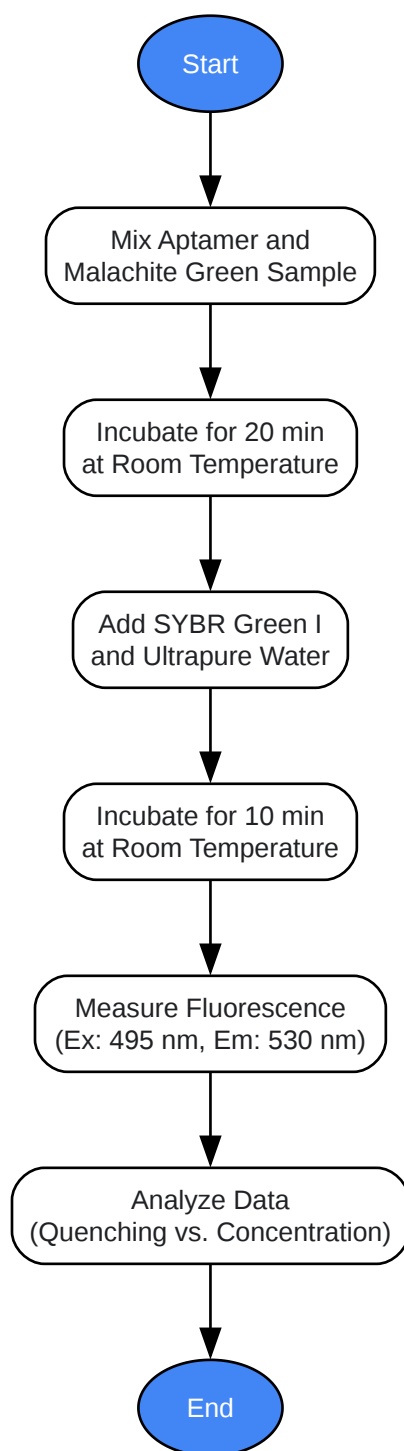 Start
Mix Aptamer and
Malachite Green Sample
Incubate for 20 min
at Room Temperature
Add SYBR Green I
and Ultrapure Water
Incubate for 10 min
at Room Temperature
Measure Fluorescence
(Ex: 495 nm, Em: 530 nm)
Analyze Data
(Quenching vs. Concentration)
End